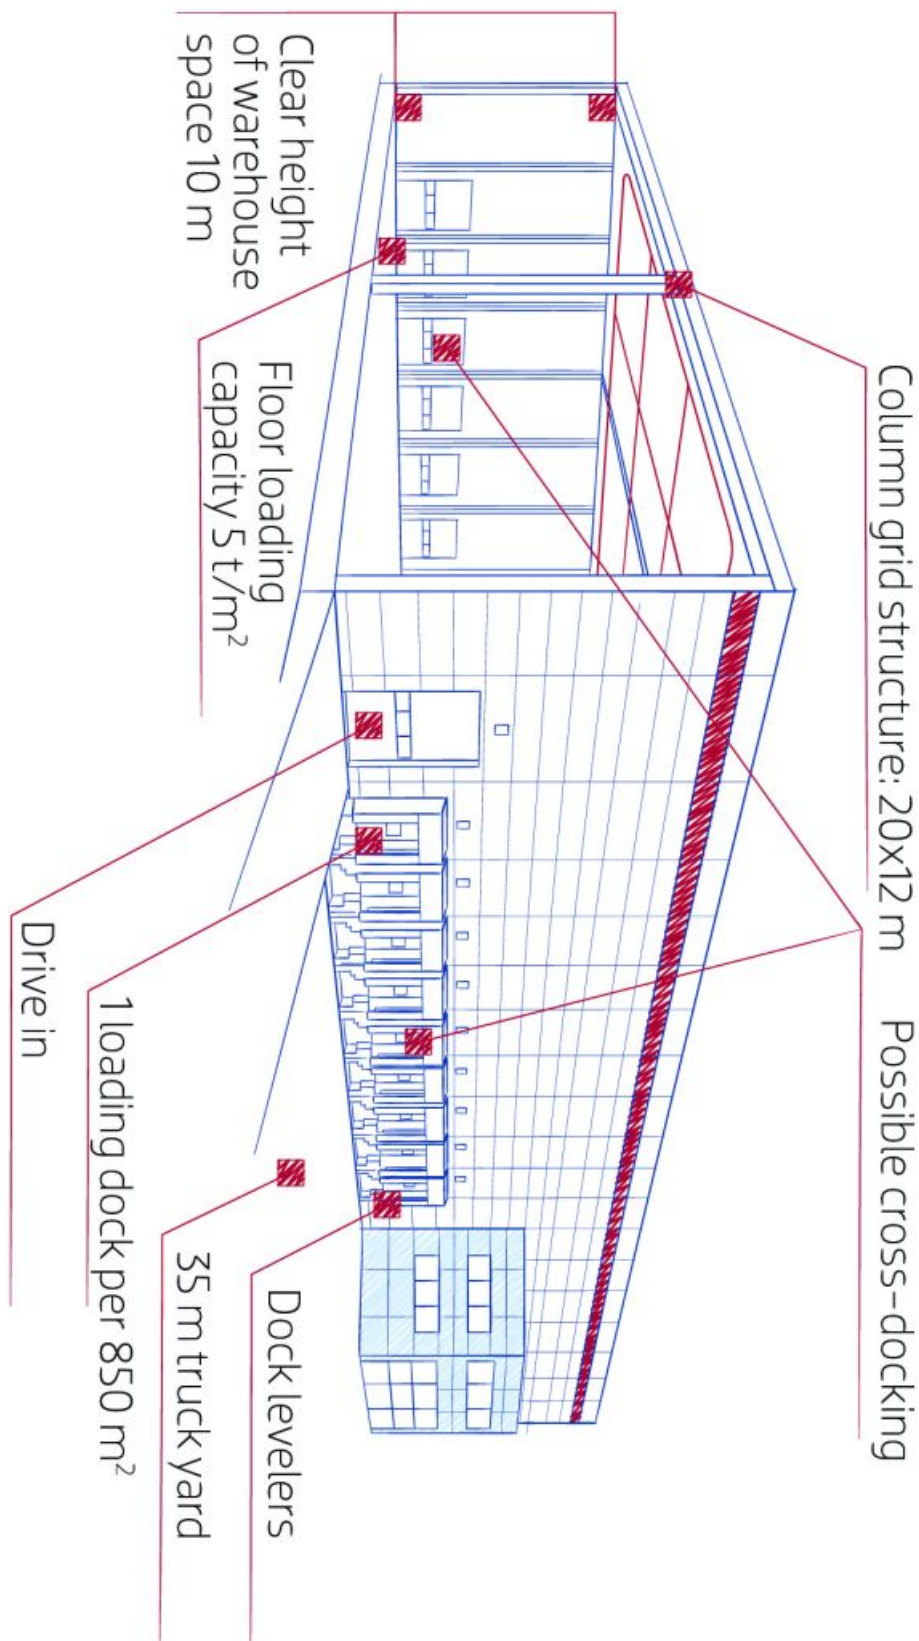 Column grid structure: 20x12 m
Possible cross-docking
Clear height
of warehouse
space 10 m
Floor loading
capacity 5 t/m²
Dock levelers
35 m truck yard
1 loading dock per 850 m²
Drive in